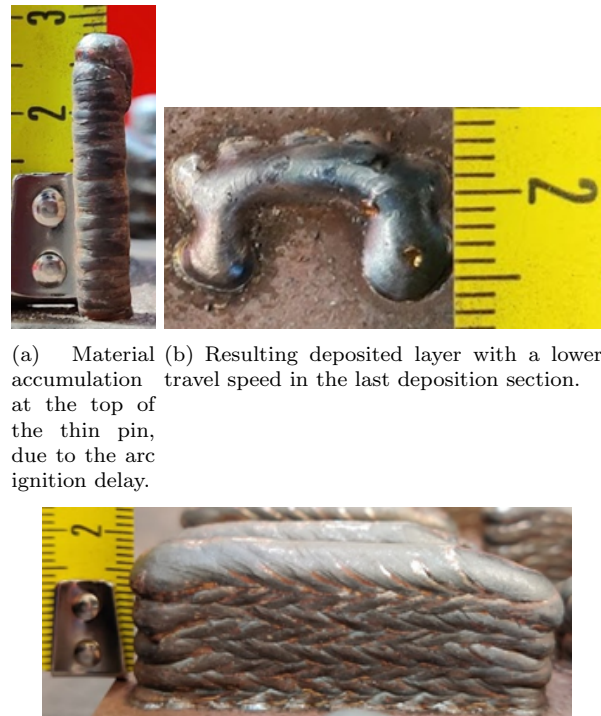 3
2
2
(a) Material
accumulation
at the top of
the thin pin,
due to the arc
ignition delay.
(b) Resulting deposited layer with a lower
travel speed in the last deposition section.
2